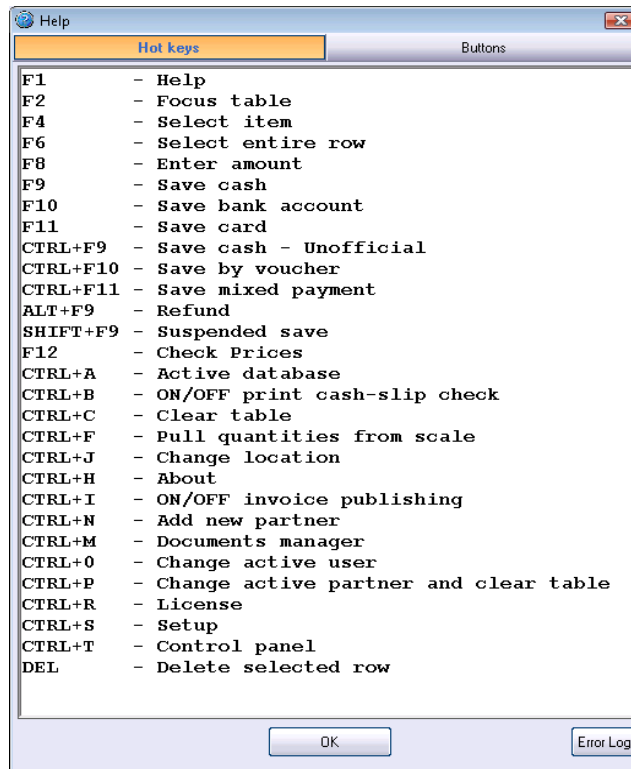 Help
Hot keys Buttons
F1 - Help
F2 - Focus table
F4 - Select item
F6 - Select entire row
F8 - Enter amount
F9 - Save cash
F10 - Save bank account
F11 - Save card
CTRL+F9 - Save cash - Unofficial
CTRL+F10 - Save by voucher
CTRL+F11 - Save mixed payment
ALT+F9 - Refund
SHIFT+F9 - Suspended save
F12 - Check Prices
CTRL+A - Active database
CTRL+B - ON/OFF print cash-slip check
CTRL+C - Clear table
CTRL+F - Pull quantities from scale
CTRL+J - Change location
CTRL+H - About
CTRL+I - ON/OFF invoice publishing
CTRL+N - Add new partner
CTRL+M - Documents manager
CTRL+0 - Change active user
CTRL+P - Change active partner and clear table
CTRL+R - License
CTRL+S - Setup
CTRL+T - Control panel
DEL - Delete selected row
OK Error Log